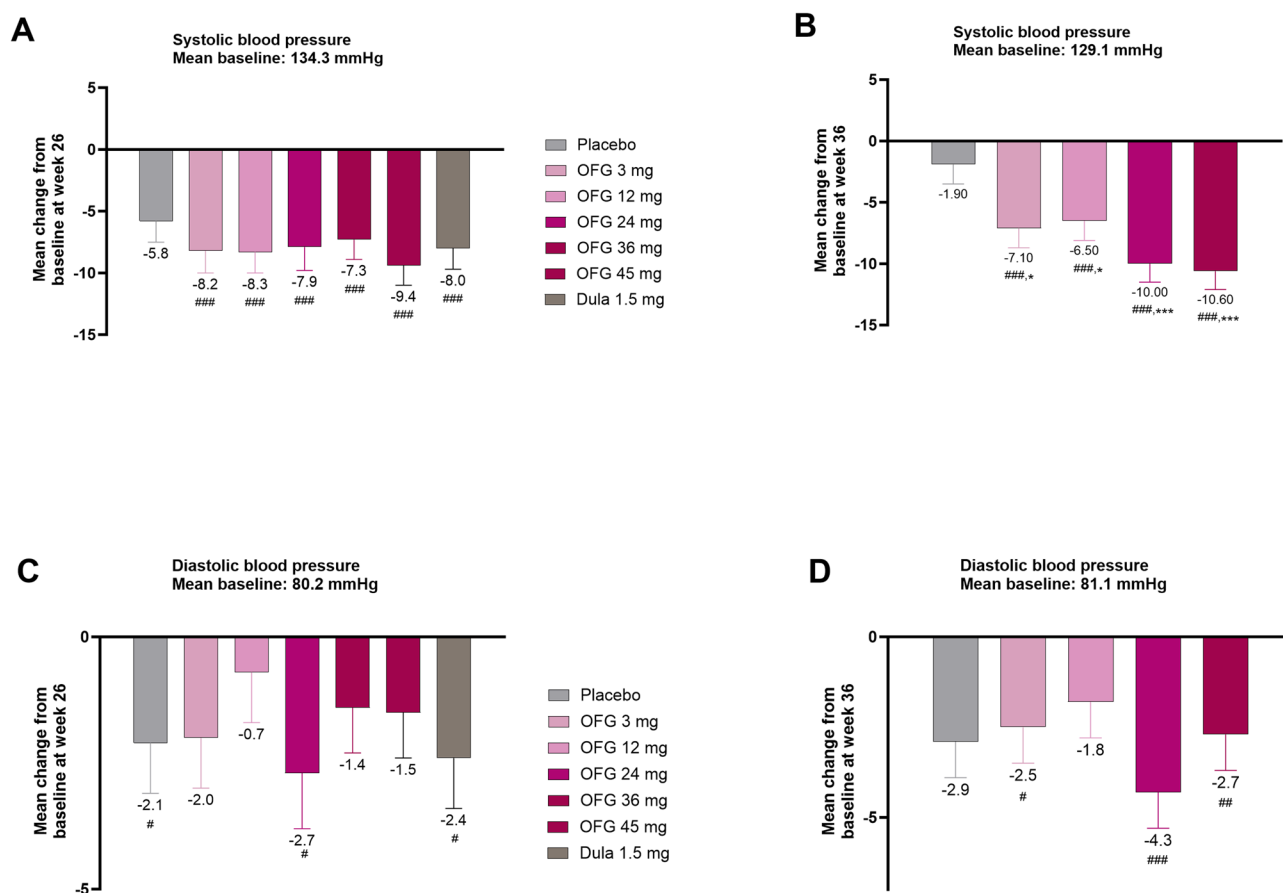 A
Systolic blood pressure
Mean baseline: 134.3 mmHg
Mean change from
baseline at week 26
5
0
-5
-10
-15
-5.8
-8.2
###
-8.3
###
-7.9
###
-7.3
###
-9.4
###
-8.0
###
Placebo
OFG 3 mg
OFG 12 mg
OFG 24 mg
OFG 36 mg
OFG 45 mg
Dula 1.5 mg
B
Systolic blood pressure
Mean baseline: 129.1 mmHg
Mean change from
baseline at week 36
5
0
-5
-10
-15
-1.90
-7.10
###,*
-6.50
###,*
-10.00
###,***
-10.60
###,***
C
Diastolic blood pressure
Mean baseline: 80.2 mmHg
Mean change from
baseline at week 26
0
-5
-2.1
#
-2.0
-0.7
-2.7
#
-1.4
-1.5
-2.4
#
Placebo
OFG 3 mg
OFG 12 mg
OFG 24 mg
OFG 36 mg
OFG 45 mg
Dula 1.5 mg
D
Diastolic blood pressure
Mean baseline: 81.1 mmHg
Mean change from
baseline at week 36
0
-5
-2.9
-2.5
#
-1.8
-4.3
###
-2.7
##